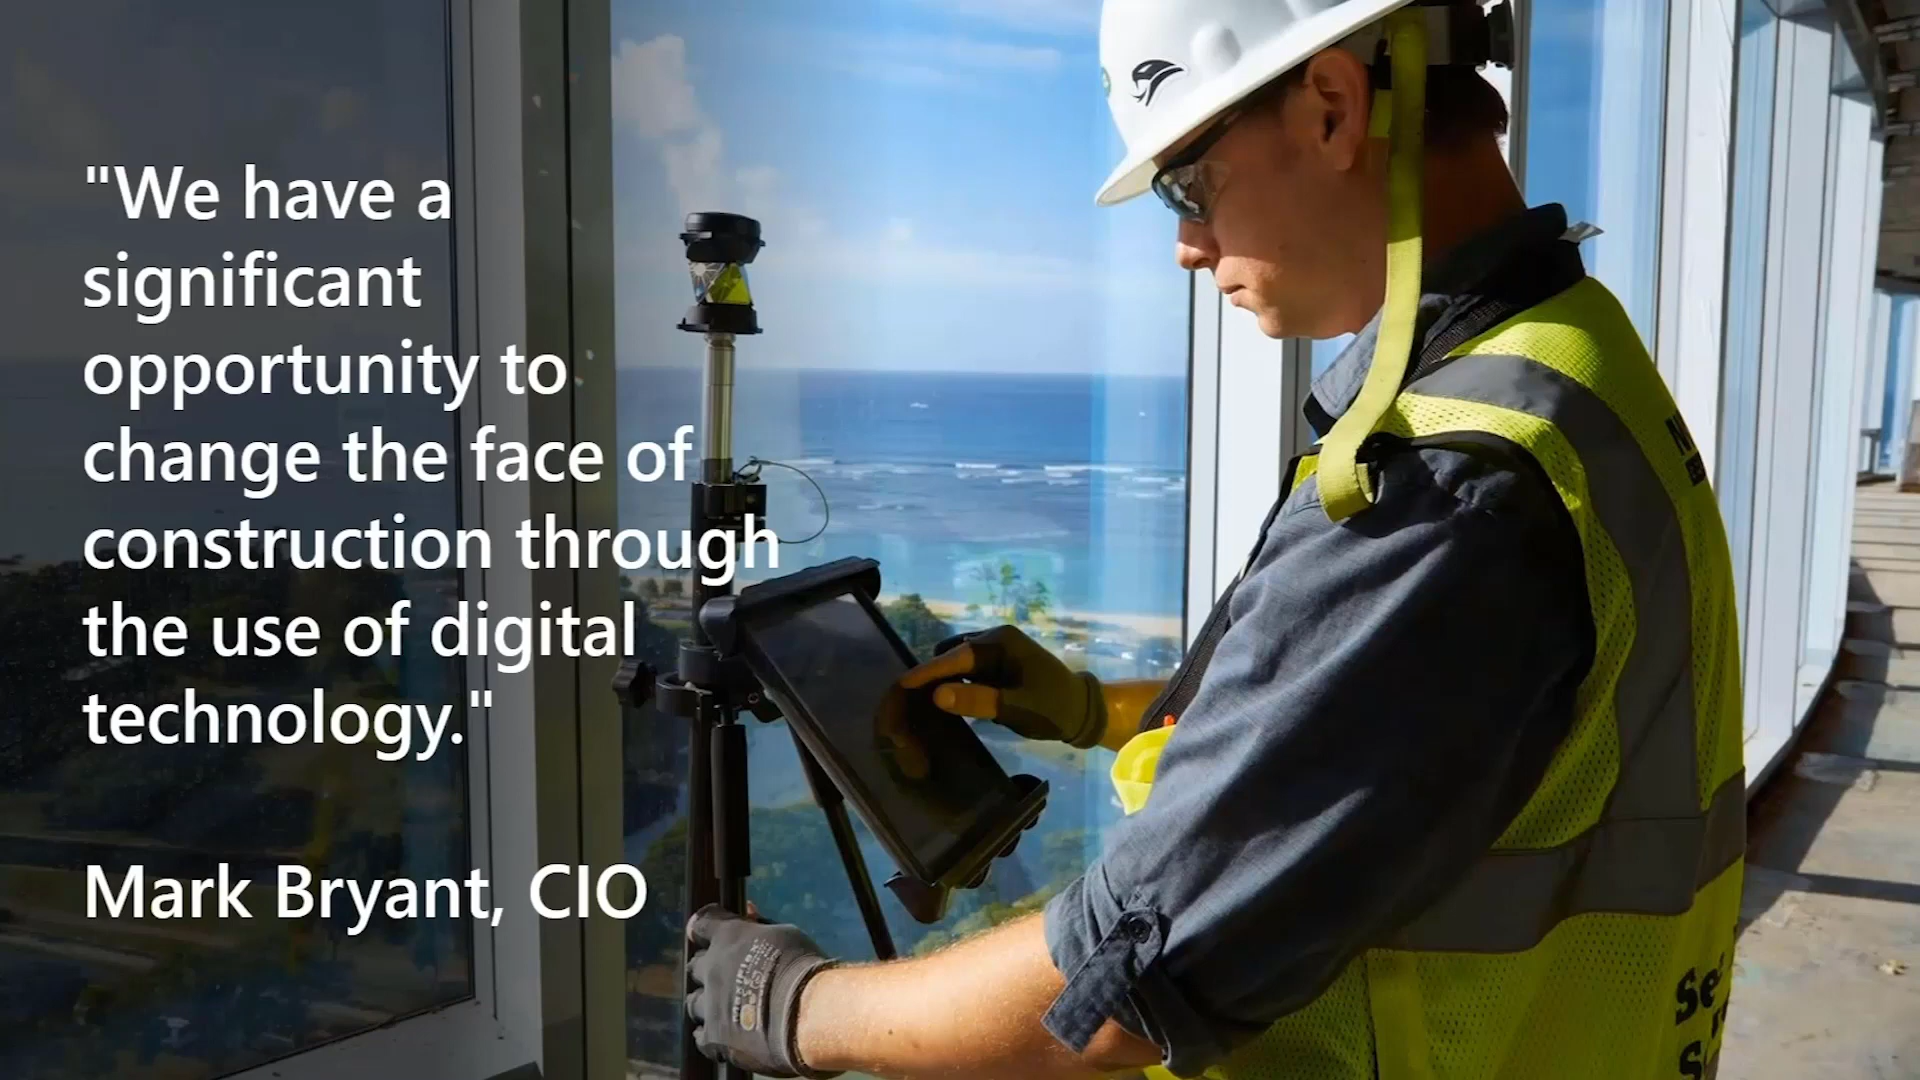 "We have a
significant
opportunity to
change the face of
construction through
the use of digital
technology."
Mark Bryant, CIO